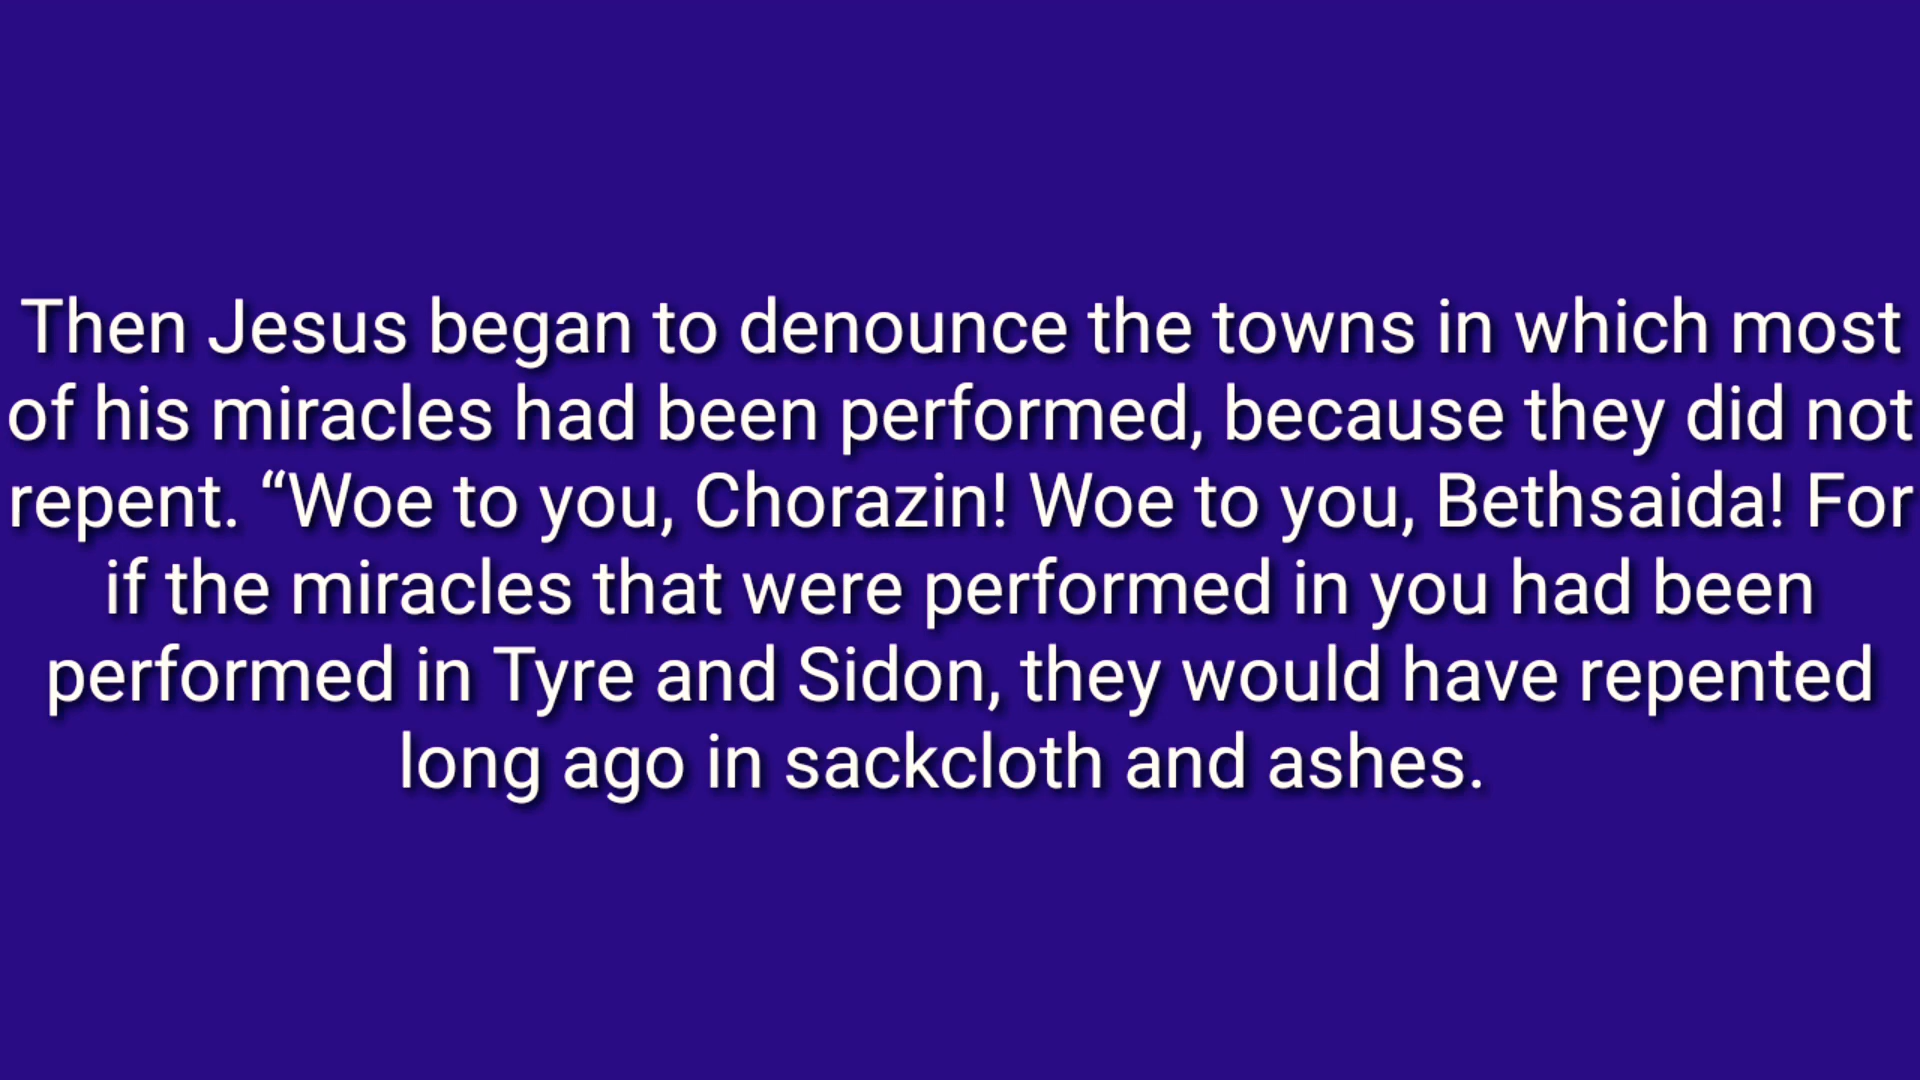 Then Jesus began to denounce the towns in which most
of his miracles had been performed, because they did not
repent. “Woe to you, Chorazin! Woe to you, Bethsaida! For
if the miracles that were performed in you had been
performed in Tyre and Sidon, they would have repented
long ago in sackcloth and ashes.